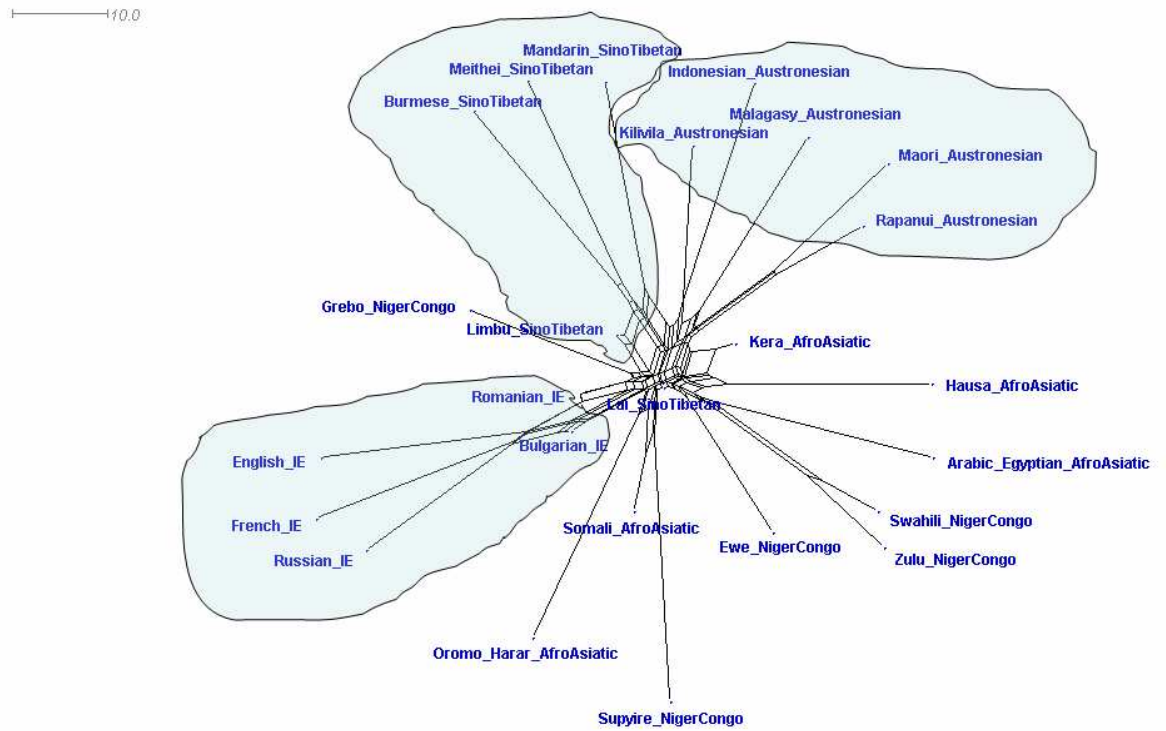 10.0
Mandarin_SinoTibetan
Meithei_SinoTibetan
Indonesian_Austronesian
Burmese_SinoTibetan
Malagasy_Austronesian
Kilivila_Austronesian
Maori_Austronesian
Rapanui_Austronesian
Grebo_NigerCongo
Limbu_SinoTibetan
Kera_AfroAsiatic
Hausa_AfroAsiatic
Romanian_IE
Lai_SinoTibetan
Bulgarian_IE
English_IE
Arabic_Egyptian_AfroAsiatic
French_IE
Somali_AfroAsiatic
Swahili_NigerCongo
Ewe_NigerCongo
Russian_IE
Zulu_NigerCongo
Oromo_Harar_AfroAsiatic
Supyire_NigerCongo